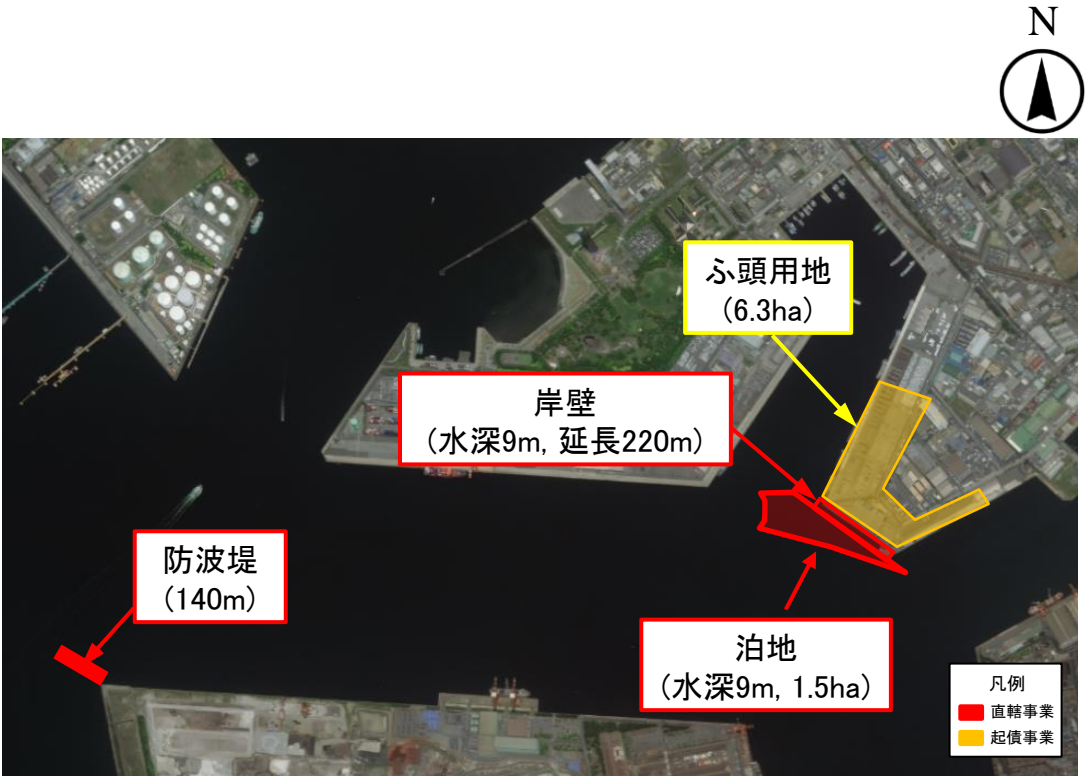 N
ふ頭用地
(6.3ha)
岸壁
(水深9m, 延長220m)
防波堤
(140m)
泊地
(水深9m, 1.5ha)
凡例
直轄事業
起債事業